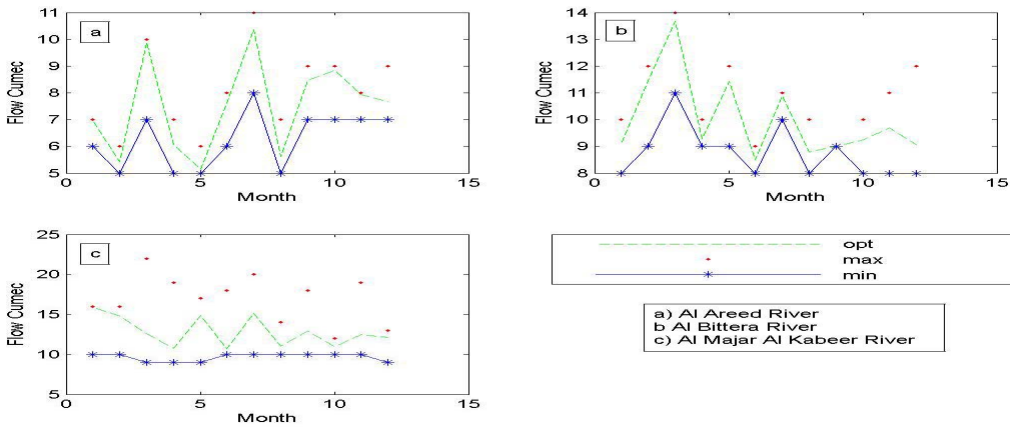 a
11
10
9
8
7
6
5
Flow Cumec
0
5
10
15
Month
b
14
13
12
11
10
9
8
Flow Cumec
0
5
10
15
Month
c
25
20
15
10
5
Flow Cumec
0
5
10
15
Month
opt
max
min
a) Al Areed River
b Al Bittera River
c) Al Majar Al Kabeer River